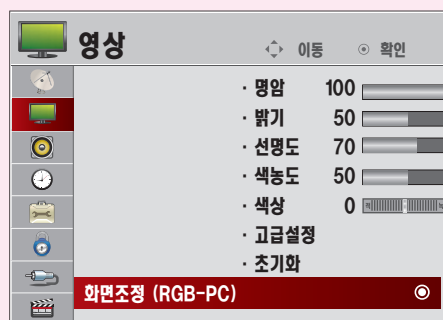 영상
이동 ⊙ 확인
· 명암 100
· 밝기 50
· 선명도 70
· 색농도 50
· 색상 0
· 고급설정
· 초기화
화면조정 (RGB-PC)